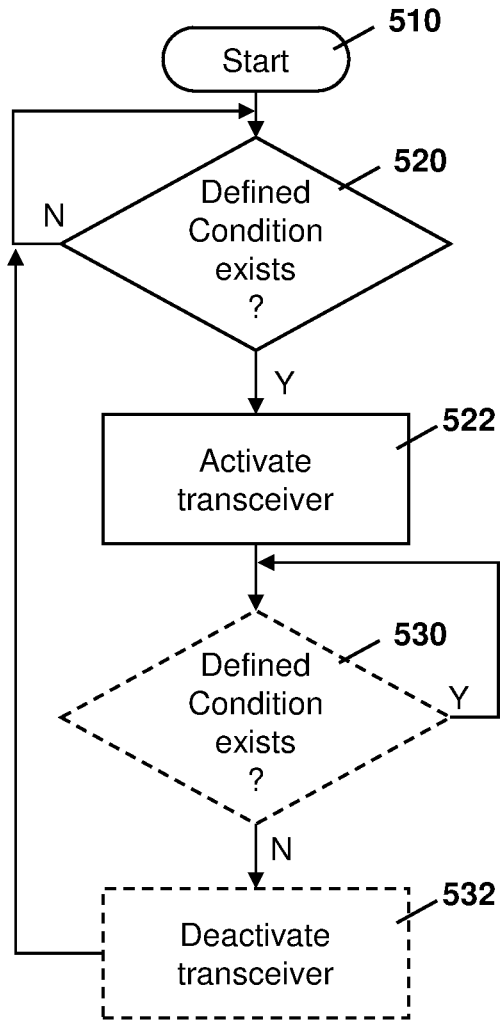 510
Start
520
Defined
Condition
exists
?
N
Y
522
Activate
transceiver
530
Defined
Condition
exists
?
Y
N
532
Deactivate
transceiver